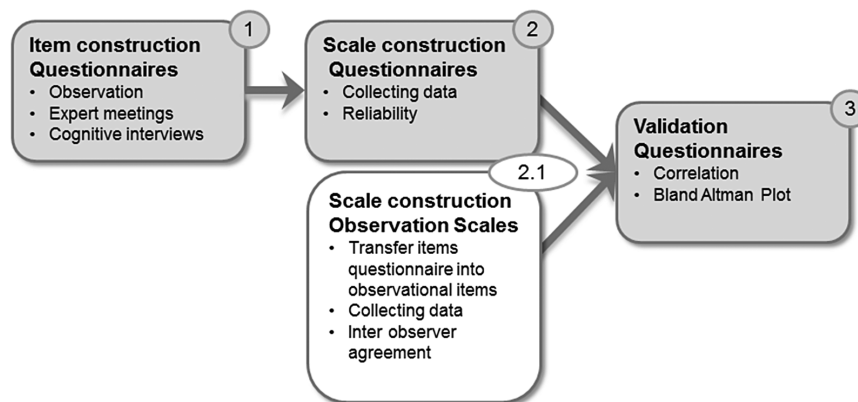 1
Item construction
Questionnaires
• Observation
• Expert meetings
• Cognitive interviews
2
Scale construction
Questionnaires
• Collecting data
• Reliability
2.1
Scale construction
Observation Scales
• Transfer items
questionnaire into
observational items
• Collecting data
• Inter observer
agreement
3
Validation
Questionnaires
• Correlation
• Bland Altman Plot